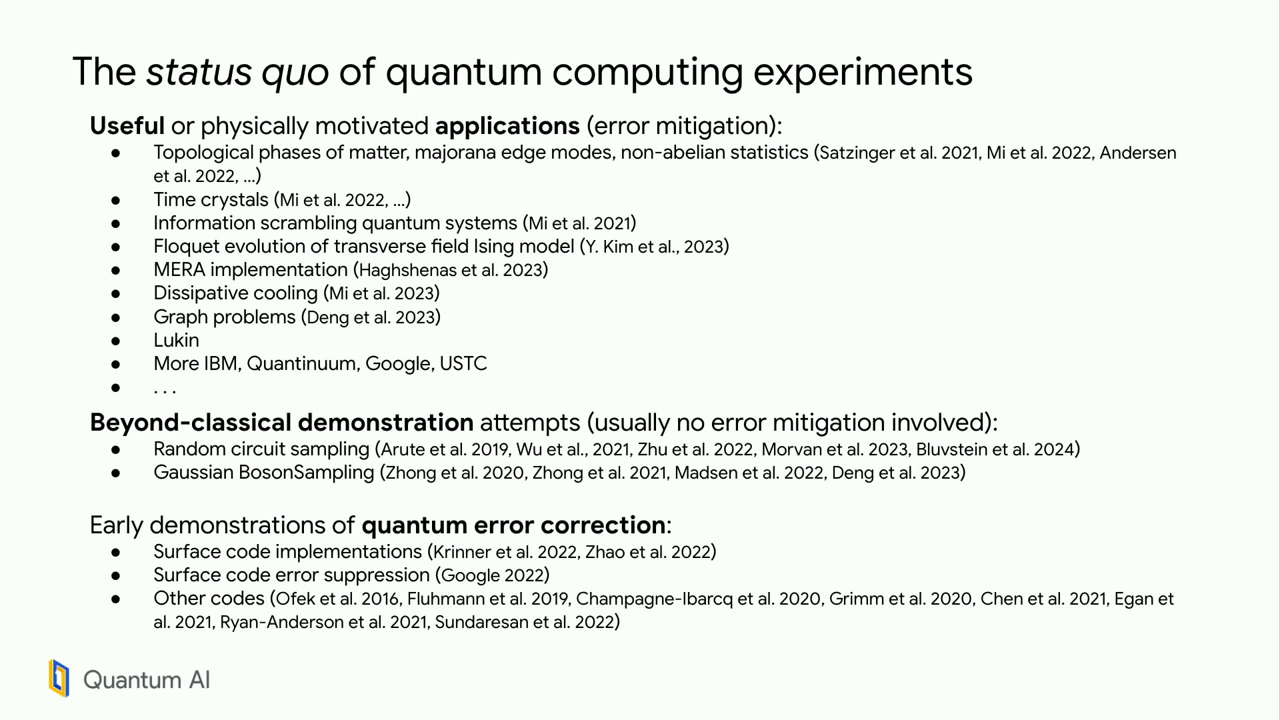 The status quo of quantum computing experiments
Useful or physically motivated applications (error mitigation):
● Topological phases of matter, majorana edge modes, non-abelian statistics (Satzinger et al. 2021, Mi et al. 2022, Andersen
et al. 2022, ...)
● Time crystals (Mi et al. 2022, ...)
● Information scrambling quantum systems (Mi et al. 2021)
● Floquet evolution of transverse field Ising model (Y. Kim et al., 2023)
● MERA implementation (Haghshenas et al. 2023)
● Dissipative cooling (Mi et al. 2023)
● Graph problems (Deng et al. 2023)
● Lukin
● More IBM, Quantinuum, Google, USTC
● . . .
Beyond-classical demonstration attempts (usually no error mitigation involved):
● Random circuit sampling (Arute et al. 2019, Wu et al., 2021, Zhu et al. 2022, Morvan et al. 2023, Bluvstein et al. 2024)
● Gaussian BosonSampling (Zhong et al. 2020, Zhong et al. 2021, Madsen et al. 2022, Deng et al. 2023)
Early demonstrations of quantum error correction:
● Surface code implementations (Krinner et al. 2022, Zhao et al. 2022)
● Surface code error suppression (Google 2022)
● Other codes (Ofek et al. 2016, Fluhmann et al. 2019, Champagne-Ibarcq et al. 2020, Grimm et al. 2020, Chen et al. 2021, Egan et
al. 2021, Ryan-Anderson et al. 2021, Sundaresan et al. 2022)
Quantum AI